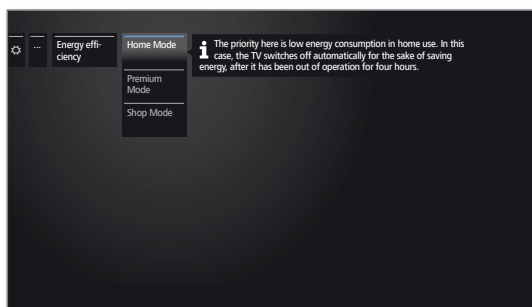 ...
Energy effi-
ciency
Home Mode
Premium
Mode
Shop Mode
The priority here is low energy consumption in home use. In this
case, the TV switches off automatically for the sake of saving
energy, after it has been out of operation for four hours.